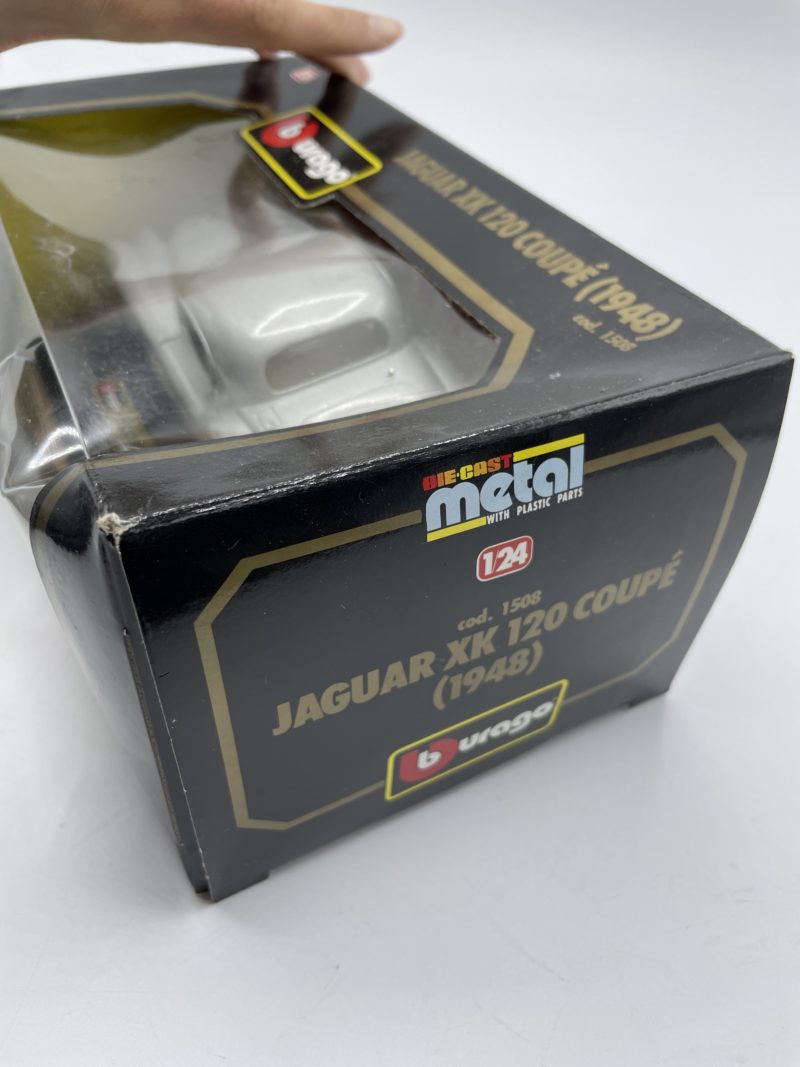 burago
JAGUAR XK 120 COUPÉ (1948)
cod. 1508
DIE-CAST
metal
WITH PLASTIC PARTS
1/24
cod. 1508
JAGUAR XK 120 COUPÉ
(1948)
burago